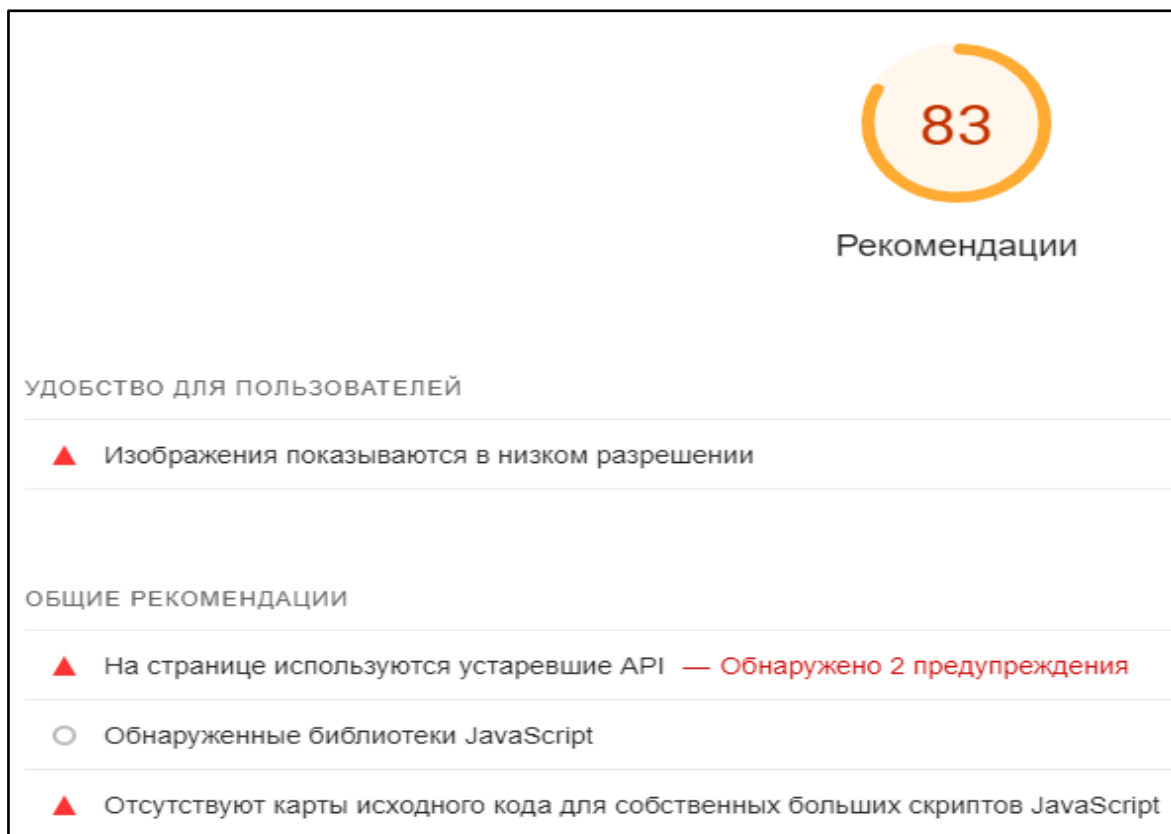 83
Рекомендации
УДОБСТВО ДЛЯ ПОЛЬЗОВАТЕЛЕЙ
Изображения показываются в низком разрешении
ОБЩИЕ РЕКОМЕНДАЦИИ
На странице используются устаревшие API — Обнаружено 2 предупреждения
Обнаруженные библиотеки JavaScript
Отсутствуют карты исходного кода для собственных больших скриптов JavaScript